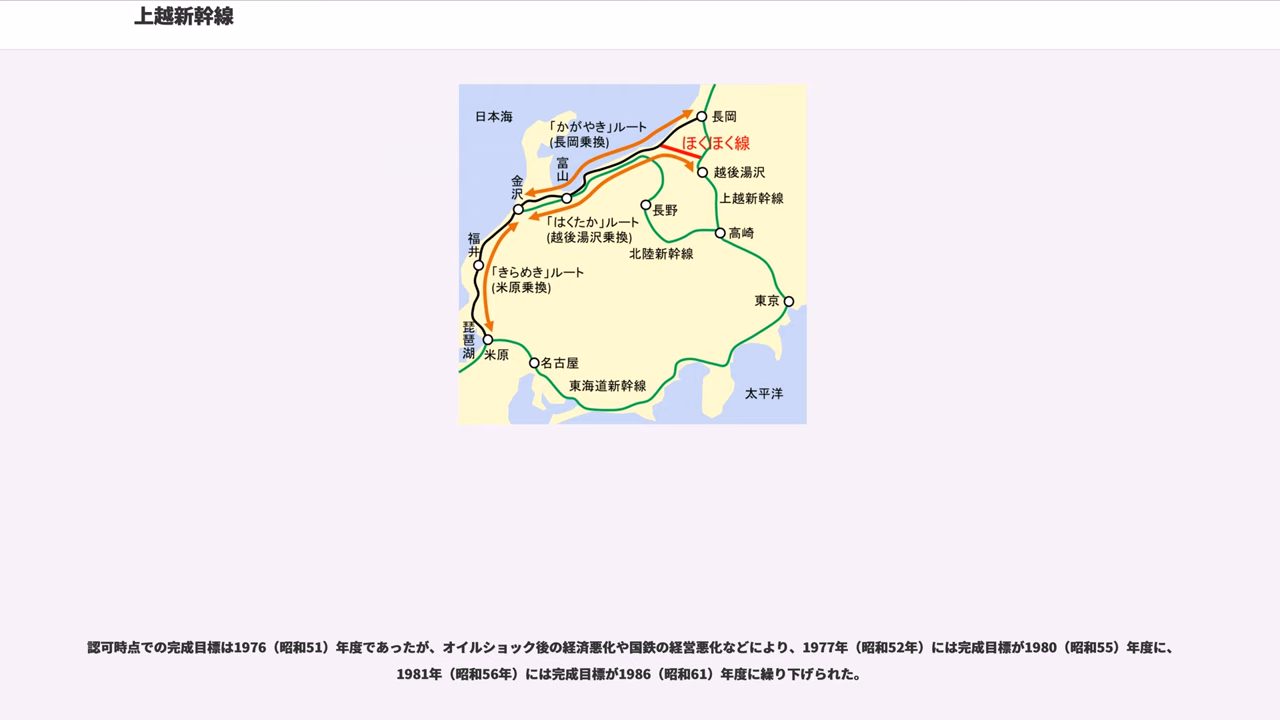 上越新幹線
日本海
「かがやき」ルート
(長岡乗換)
長岡
ほくほく線
富山
越後湯沢
金沢
上越新幹線
長野
「はくたか」ルート
(越後湯沢乗換)
高崎
福井
北陸新幹線
「きらめき」ルート
(米原乗換)
東京
琵琶湖
米原
名古屋
東海道新幹線
太平洋
認可時点での完成目標は1976（昭和51）年度であったが、オイルショック後の経済悪化や国鉄の経営悪化などにより、1977年（昭和52年）には完成目標が1980（昭和55）年度に、
1981年（昭和56年）には完成目標が1986（昭和61）年度に繰り下げられた。